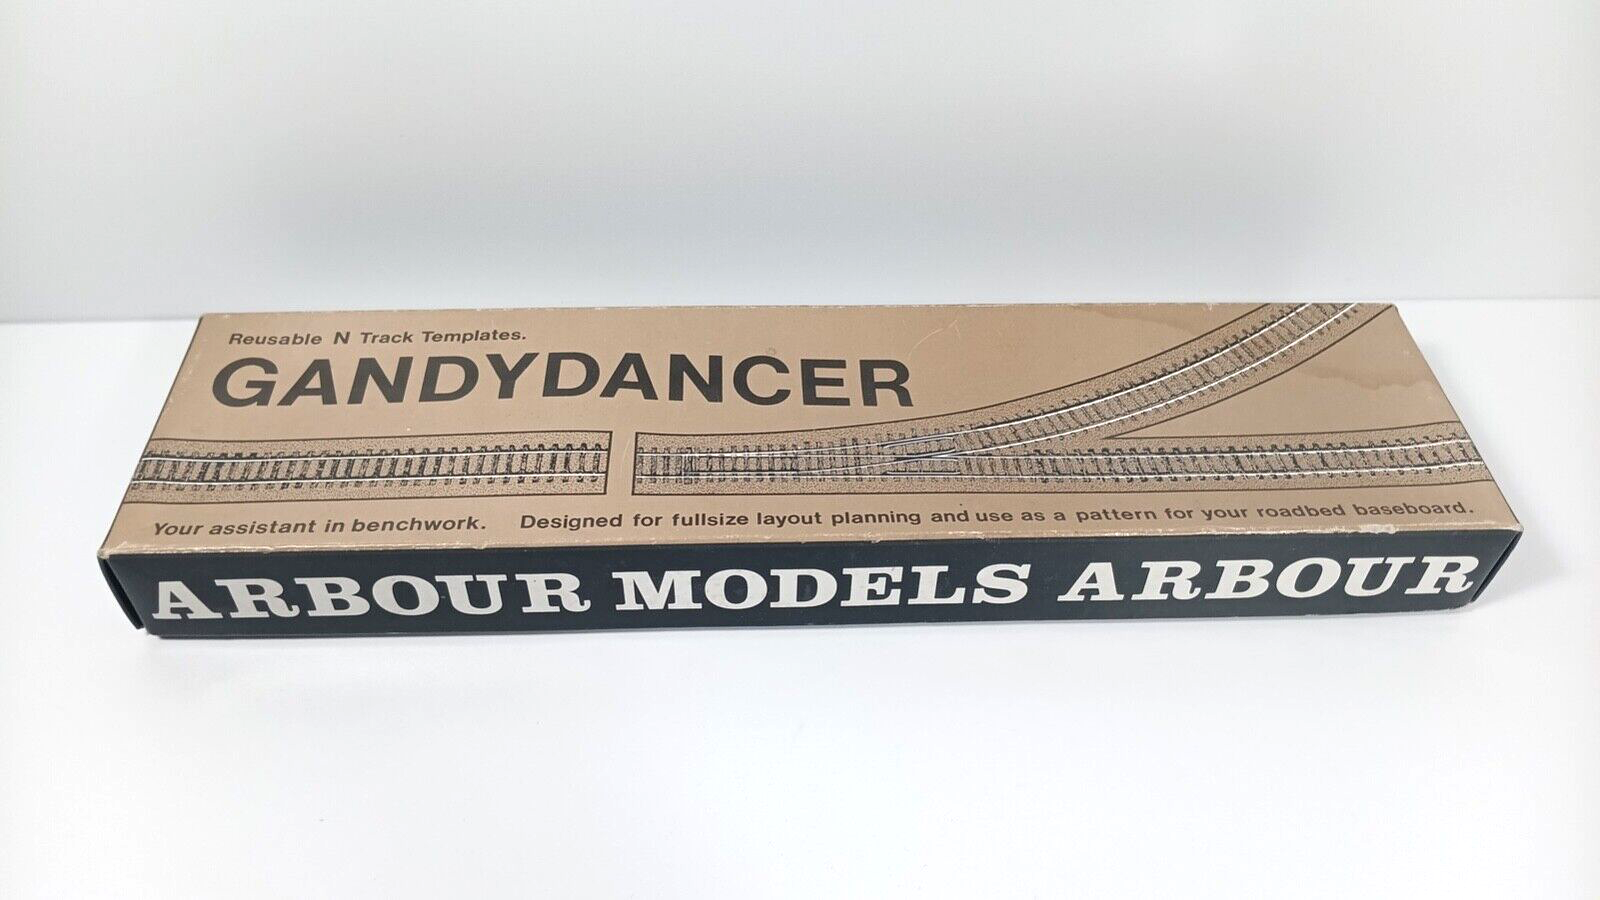 Reusable N Track Templates.
GANDYDANCER
Your assistant in benchwork. Designed for fullsize layout planning and use as a pattern for your roadbed baseboard.
ARBOUR MODELS ARBOUR